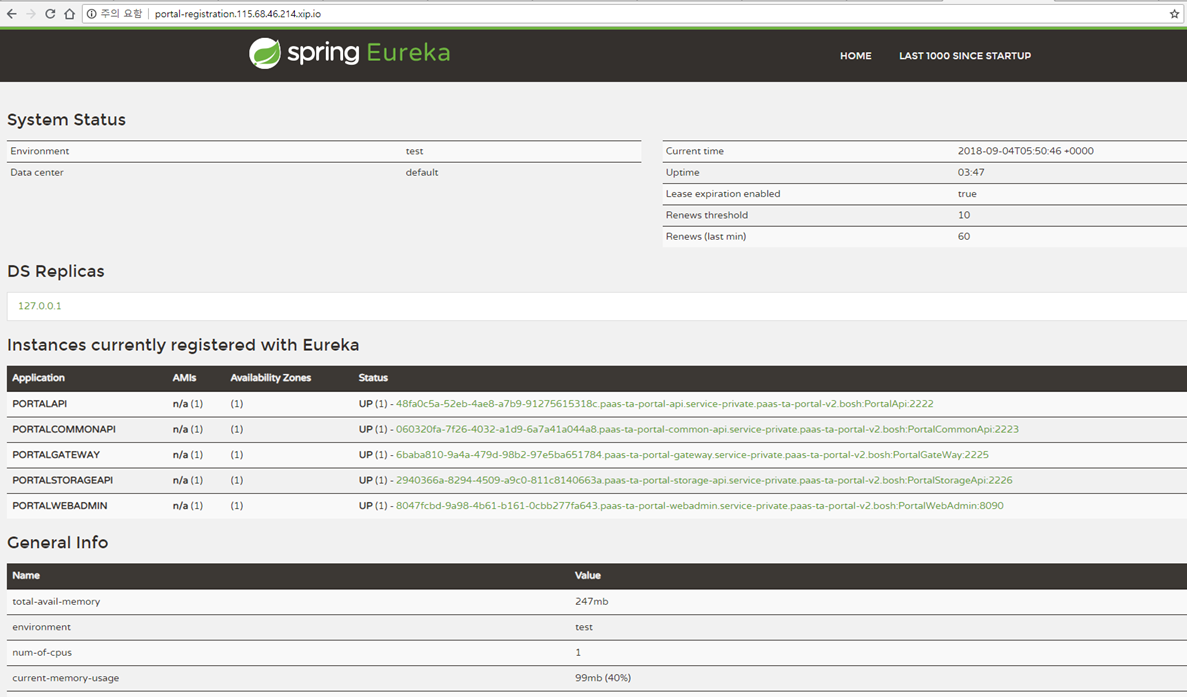 주의 요함 portal-registration.115.68.46.214.xip.io
spring Eureka
HOME LAST 1000 SINCE STARTUP
System Status
Environment test
Data center default
Current time 2018-09-04T05:50:46 +0000
Uptime 03:47
Lease expiration enabled true
Renews threshold 10
Renews (last min) 60
DS Replicas
127.0.0.1
Instances currently registered with Eureka
Application AMIs Availability Zones Status
PORTALAPI n/a (1) (1) UP (1) - 48fa0c5a-52eb-4ae8-a7b9-91275615318c.paas-ta-portal-api.service-private.paas-ta-portal-v2.bosh:PortalApi:2222
PORTALCOMMONAPI n/a (1) (1) UP (1) - 060320fa-7f26-4032-a1d9-6a7a41a044a8.paas-ta-portal-common-api.service-private.paas-ta-portal-v2.bosh:PortalCommonApi:2223
PORTALGATEWAY n/a (1) (1) UP (1) - 6baba810-9a4a-479d-98b2-97e5ba651784.paas-ta-portal-gateway.service-private.paas-ta-portal-v2.bosh:PortalGateWay:2225
PORTALSTORAGEAPI n/a (1) (1) UP (1) - 2940366a-8294-4509-a9c0-811c8140663a.paas-ta-portal-storage-api.service-private.paas-ta-portal-v2.bosh:PortalStorageApi:2226
PORTALWEBADMIN n/a (1) (1) UP (1) - 8047fcbd-9a98-4b61-b161-0cbb277fa643.paas-ta-portal-webadmin.service-private.paas-ta-portal-v2.bosh:PortalWebAdmin:8090
General Info
Name Value
total-avail-memory 247mb
environment test
num-of-cpus 1
current-memory-usage 99mb (40%)